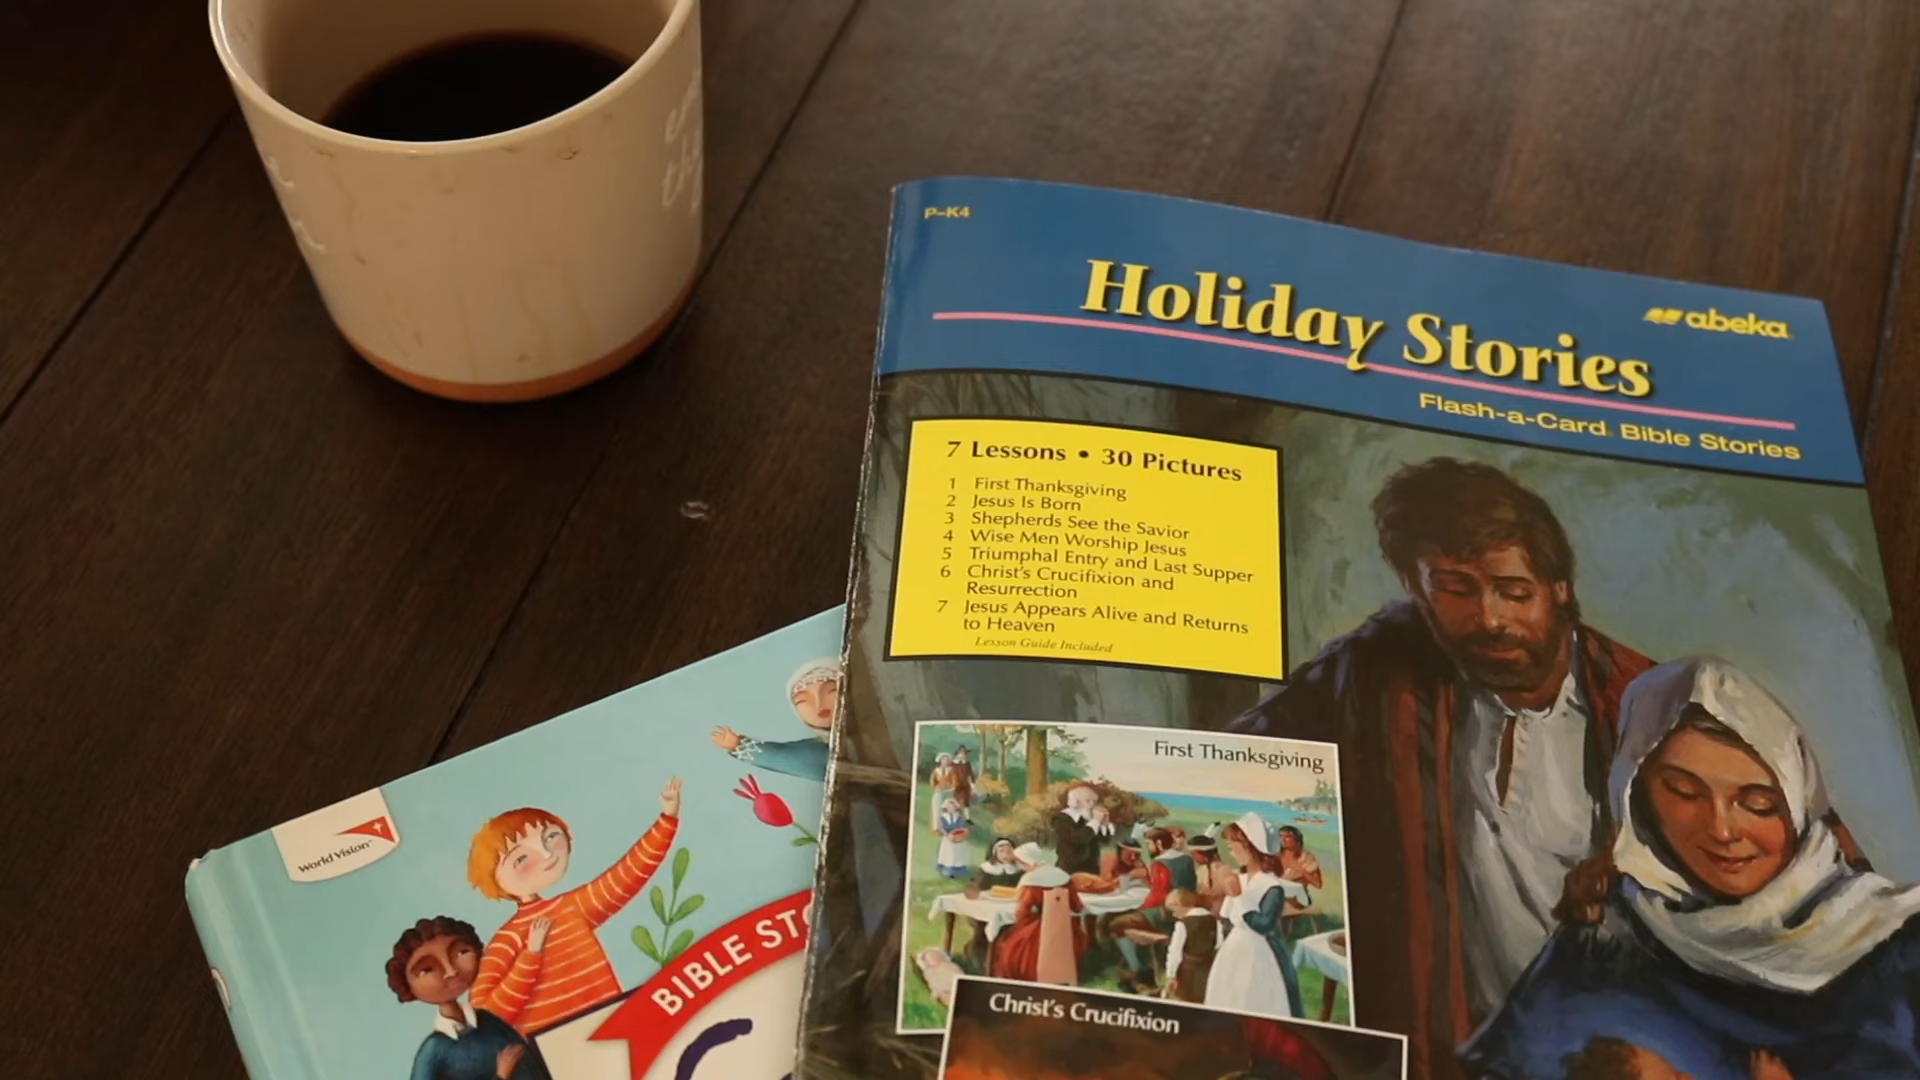 P–K4
Holiday Stories
abeka
Flash-a-Card Bible Stories
7 Lessons • 30 Pictures
1 First Thanksgiving
2 Jesus Is Born
3 Shepherds See the Savior
4 Wise Men Worship Jesus
5 Triumphal Entry and Last Supper
6 Christ's Crucifixion and
Resurrection
7 Jesus Appears Alive and Returns
to Heaven
Lesson Guide Included
First Thanksgiving
Christ's Crucifixion
World Vision
BIBLE STO